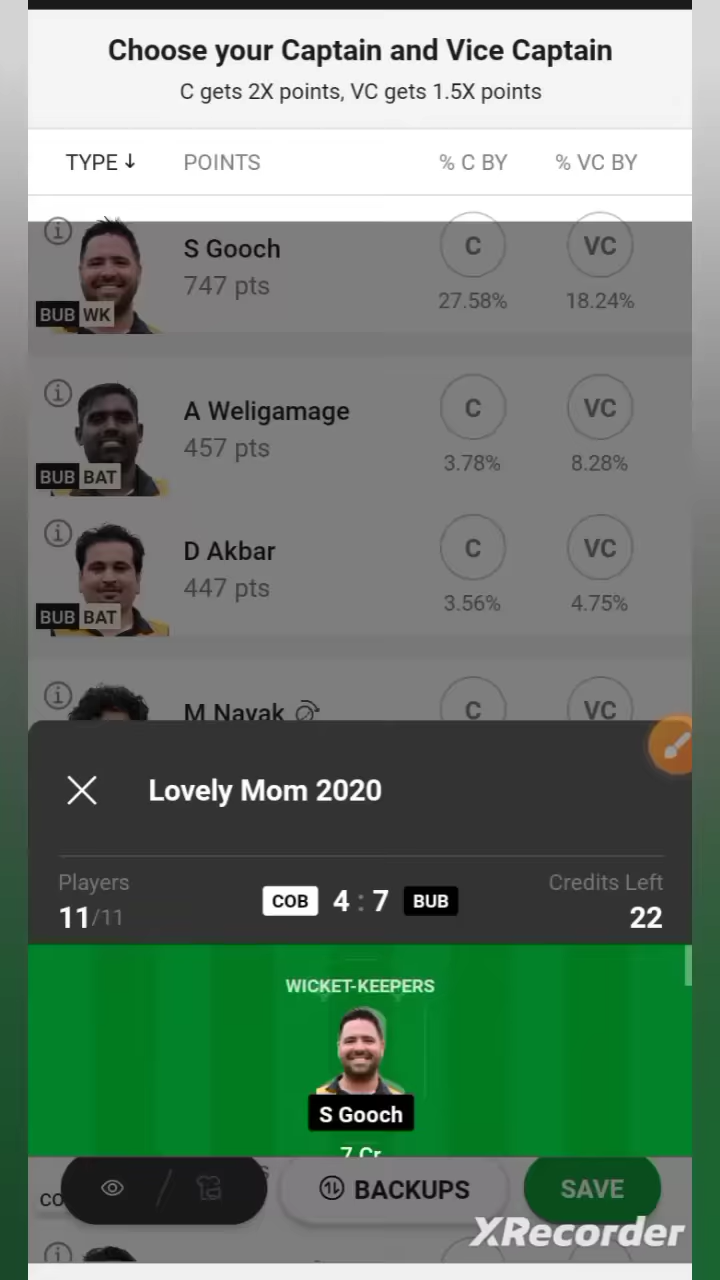 Choose your Captain and Vice Captain
C gets 2X points, VC gets 1.5X points
TYPE ↓ POINTS % C BY % VC BY
S Gooch C VC
747 pts
27.58% 18.24%
BUB WK
A Weligamage C VC
457 pts
3.78% 8.28%
BUB BAT
D Akbar C VC
447 pts
3.56% 4.75%
BUB BAT
M Nayak C VC
Lovely Mom 2020
Players Credits Left
COB 4 : 7 BUB
11/11 22
WICKET-KEEPERS
S Gooch
7 Cr
BACKUPS SAVE
XRecorder